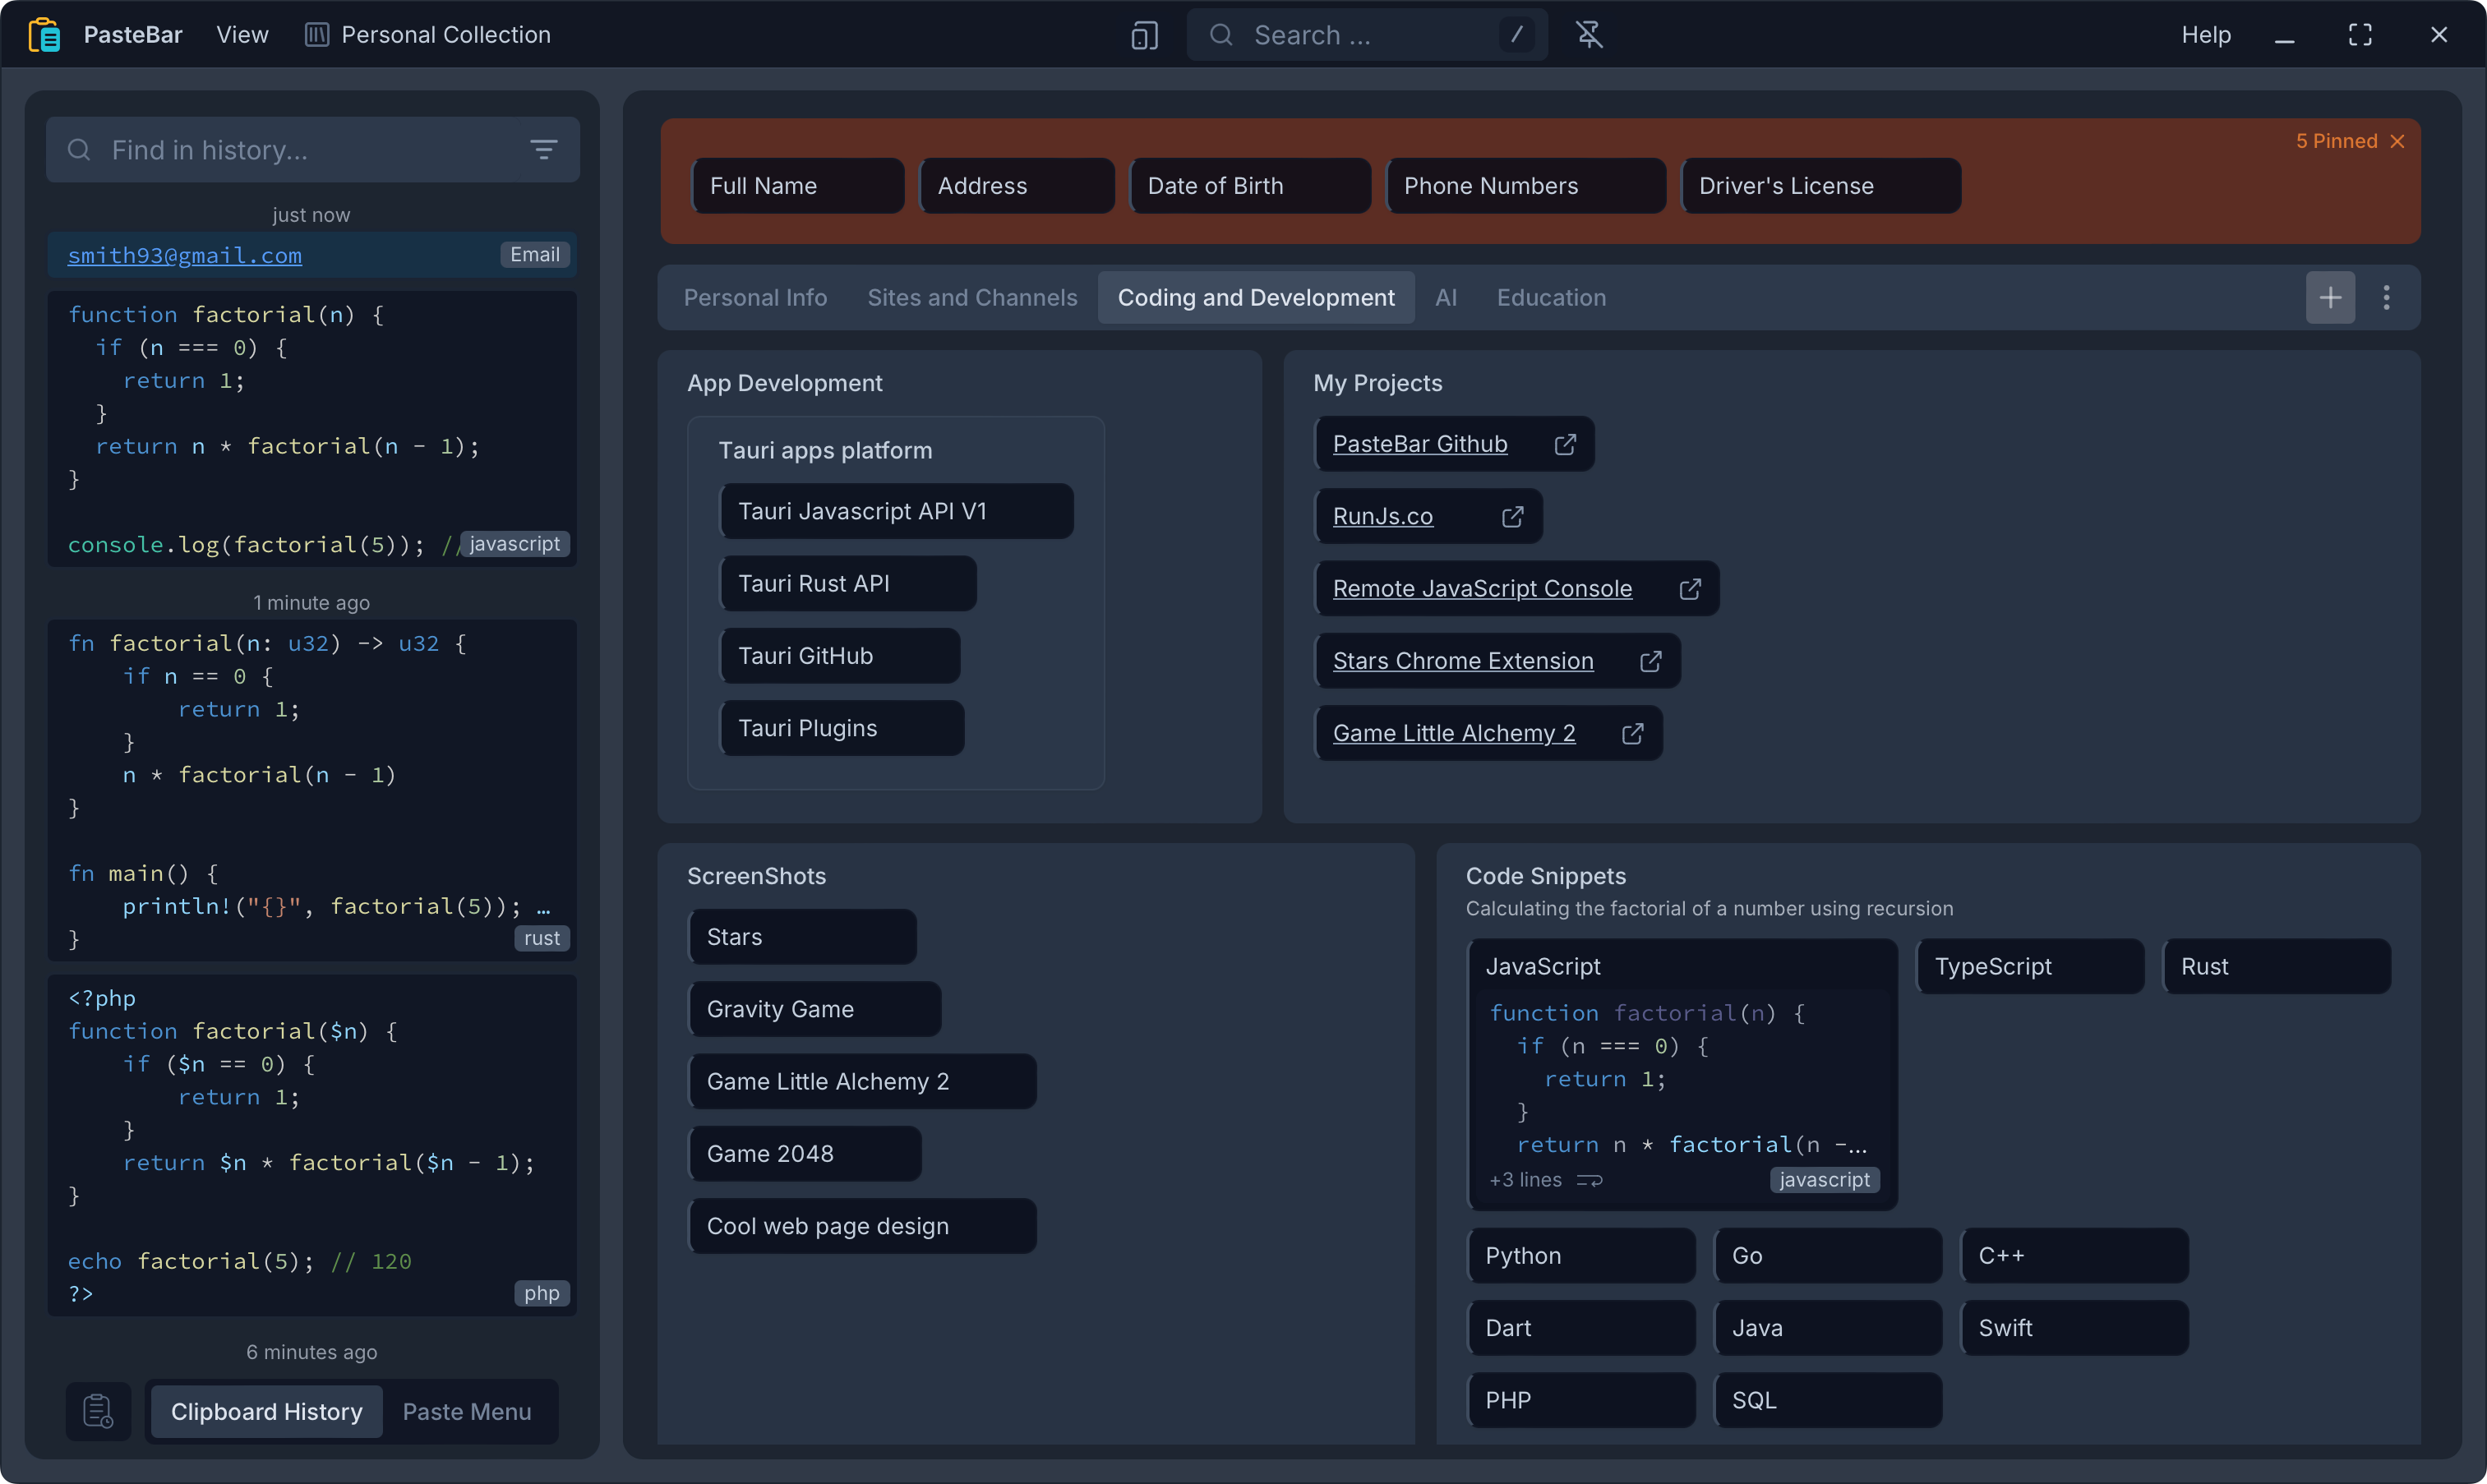 PasteBar View Personal Collection
Search ... /
Help
Find in history...
just now
smith93@gmail.com Email
function factorial(n) {
  if (n === 0) {
    return 1;
  }
  return n * factorial(n - 1);
}
console.log(factorial(5)); // javascript
1 minute ago
fn factorial(n: u32) -> u32 {
    if n == 0 {
        return 1;
    }
    n * factorial(n - 1)
}
fn main() {
    println!("{}", factorial(5)); …
} rust
<?php
function factorial($n) {
    if ($n == 0) {
        return 1;
    }
    return $n * factorial($n - 1);
}
echo factorial(5); // 120
?> php
6 minutes ago
Clipboard History Paste Menu
5 Pinned
Full Name Address Date of Birth Phone Numbers Driver's License
Personal Info Sites and Channels Coding and Development AI Education
App Development
Tauri apps platform
Tauri Javascript API V1
Tauri Rust API
Tauri GitHub
Tauri Plugins
My Projects
PasteBar Github
RunJs.co
Remote JavaScript Console
Stars Chrome Extension
Game Little Alchemy 2
ScreenShots
Stars
Gravity Game
Game Little Alchemy 2
Game 2048
Cool web page design
Code Snippets
Calculating the factorial of a number using recursion
JavaScript TypeScript Rust
function factorial(n) {
  if (n === 0) {
    return 1;
  }
  return n * factorial(n -...
+3 lines javascript
Python Go C++
Dart Java Swift
PHP SQL